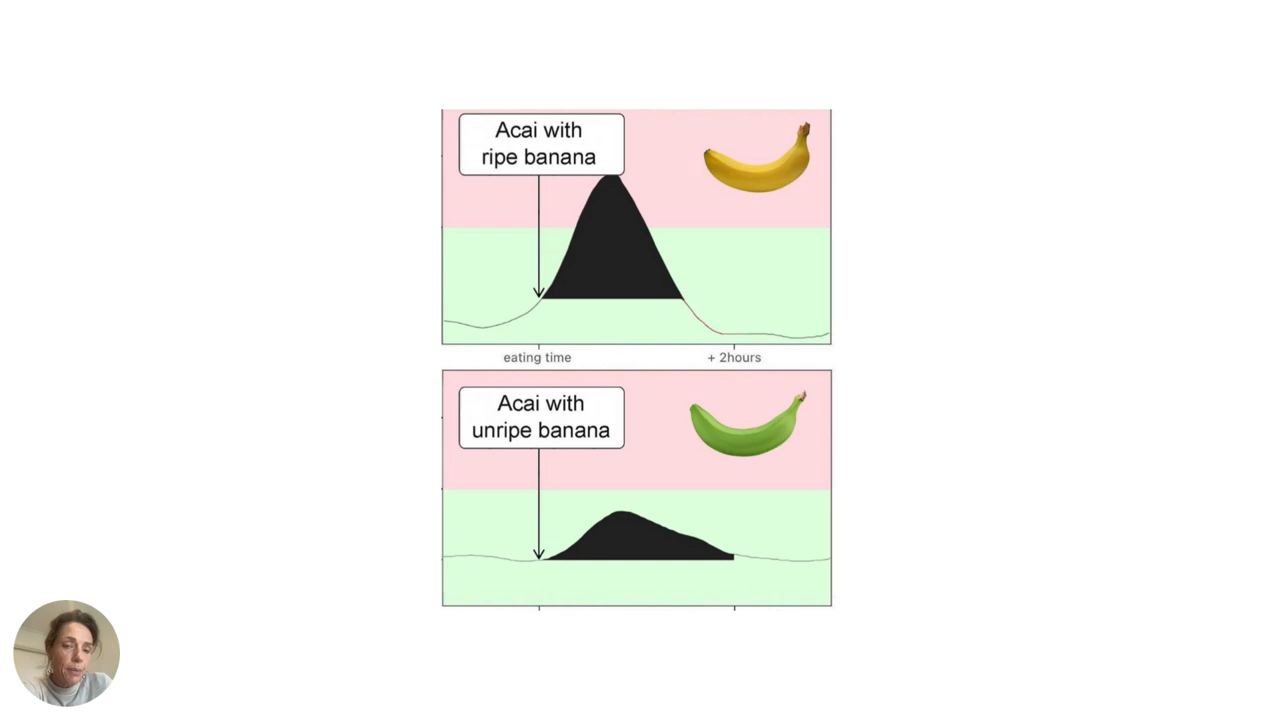 Acai with
ripe banana
eating time
+ 2hours
Acai with
unripe banana